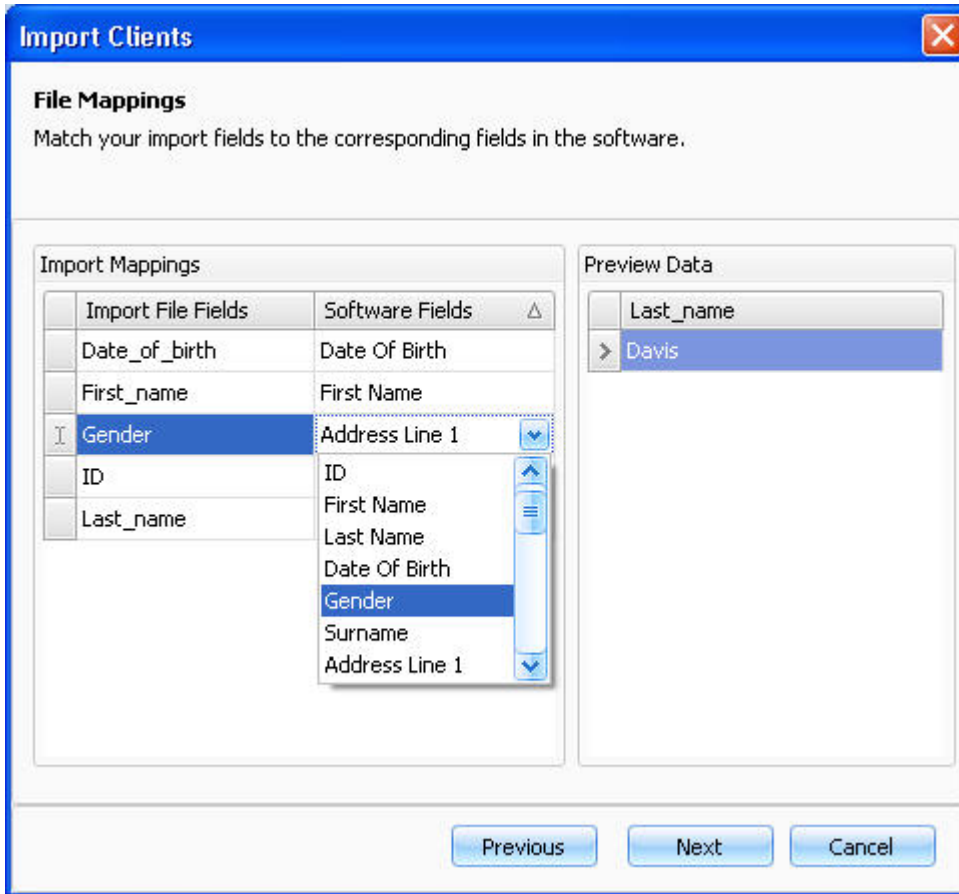 Import Clients
File Mappings
Match your import fields to the corresponding fields in the software.
Import Mappings
Import File Fields Software Fields
Date_of_birth Date Of Birth
First_name First Name
Gender Address Line 1
ID
Last_name
ID
First Name
Last Name
Date Of Birth
Gender
Surname
Address Line 1
Preview Data
Last_name
Davis
Previous Next Cancel